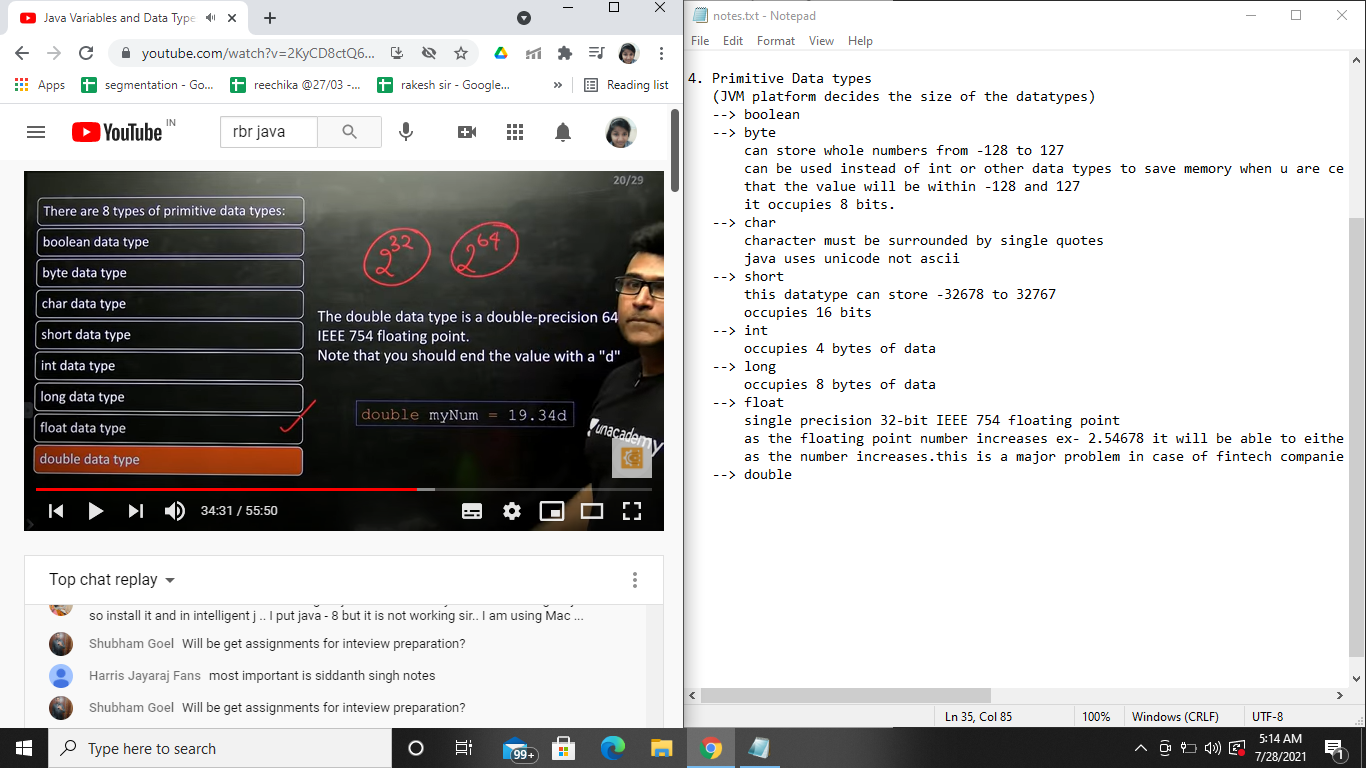 Java Variables and Data Type
youtube.com/watch?v=2KyCD8ctQ6...
Apps
segmentation - Go...
reechika @27/03 -...
rakesh sir - Google...
»
Reading list
YouTube IN
rbr java
20/29
There are 8 types of primitive data types:
boolean data type
byte data type
char data type
short data type
int data type
long data type
float data type
double data type
2^32 2^64
The double data type is a double-precision 64
IEEE 754 floating point.
Note that you should end the value with a "d"
double myNum = 19.34d
unacademy
34:31 / 55:50
Top chat replay
so install it and in intelligent j .. I put java - 8 but it is not working sir.. I am using Mac ...
Shubham Goel Will be get assignments for inteview preparation?
Harris Jayaraj Fans most important is siddanth singh notes
Shubham Goel Will be get assignments for inteview preparation?
notes.txt - Notepad
File Edit Format View Help
4. Primitive Data types
(JVM platform decides the size of the datatypes)
--> boolean
--> byte
can store whole numbers from -128 to 127
can be used instead of int or other data types to save memory when u are ce
that the value will be within -128 and 127
it occupies 8 bits.
--> char
character must be surrounded by single quotes
java uses unicode not ascii
--> short
this datatype can store -32678 to 32767
occupies 16 bits
--> int
occupies 4 bytes of data
--> long
occupies 8 bytes of data
--> float
single precision 32-bit IEEE 754 floating point
as the floating point number increases ex- 2.54678 it will be able to eithe
as the number increases.this is a major problem in case of fintech companie
--> double
Ln 35, Col 85 100% Windows (CRLF) UTF-8
Type here to search
99+
5:14 AM
7/28/2021
1